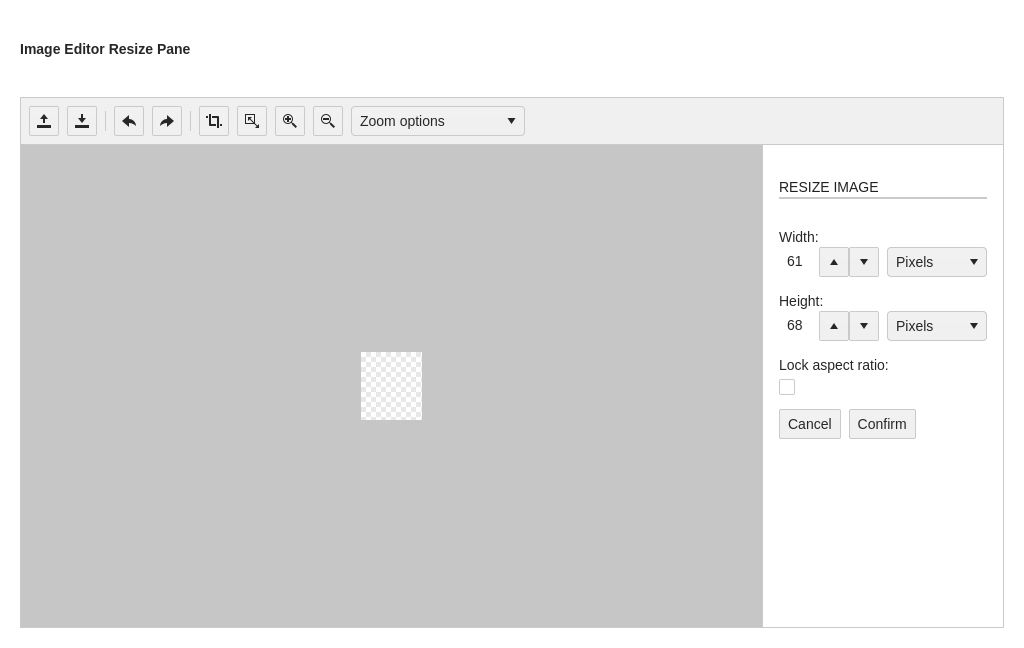 Image Editor Resize Pane
Zoom options
RESIZE IMAGE
Width:
61 Pixels
Height:
68 Pixels
Lock aspect ratio:
Cancel Confirm